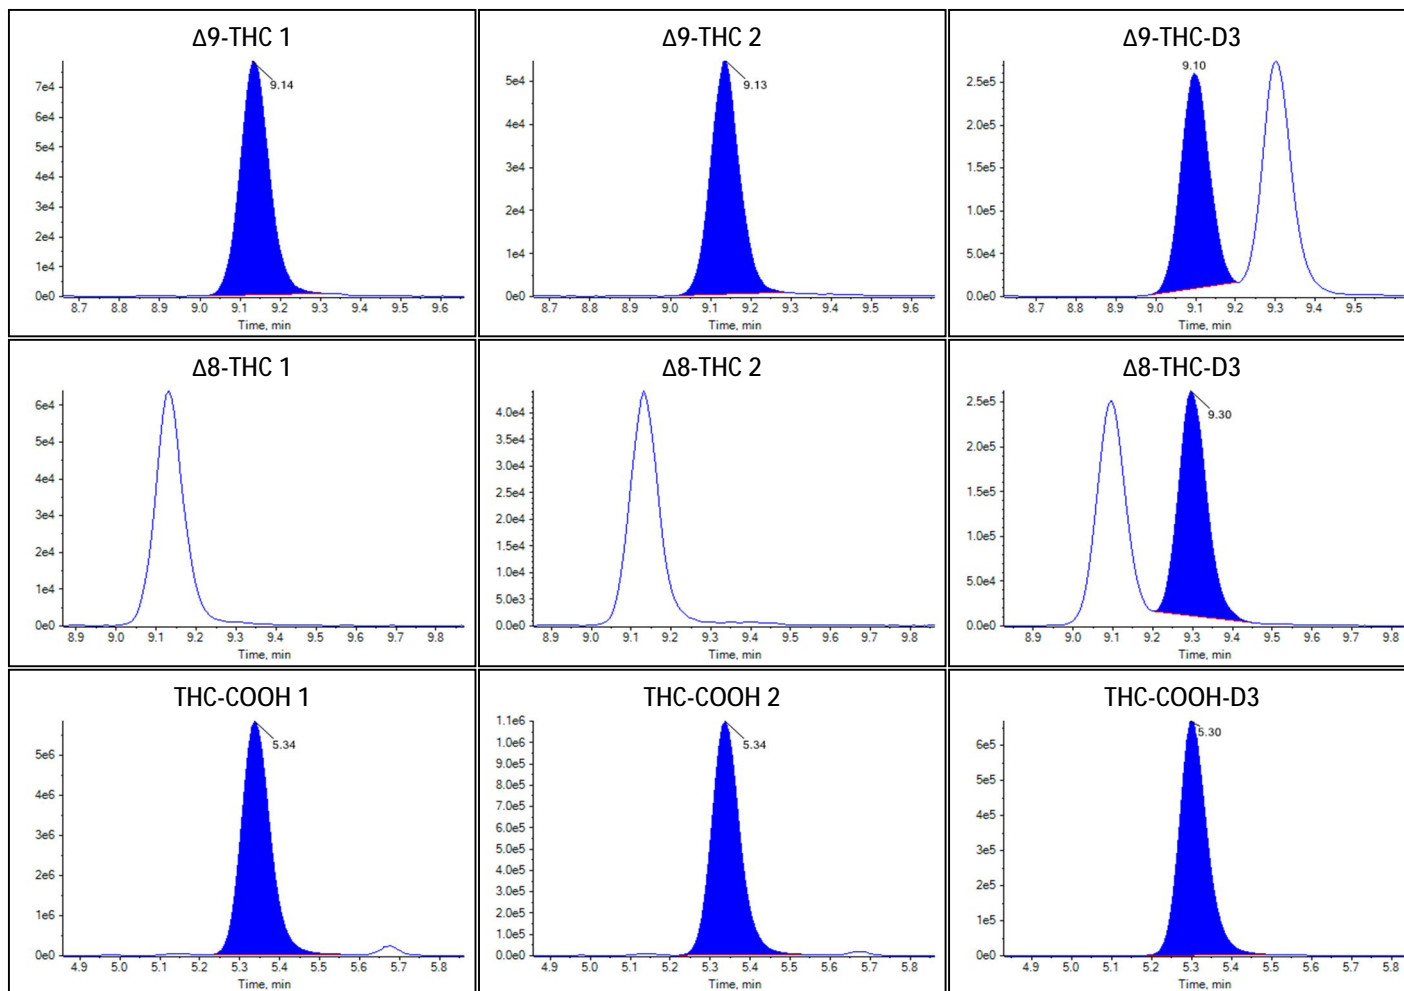 Δ9-THC 1
9.14
7e4
6e4
5e4
4e4
3e4
2e4
1e4
0e0
8.7 8.8 8.9 9.0 9.1 9.2 9.3 9.4 9.5 9.6
Time, min
Δ9-THC 2
9.13
5e4
4e4
3e4
2e4
1e4
0e0
8.7 8.8 8.9 9.0 9.1 9.2 9.3 9.4 9.5 9.6
Time, min
Δ9-THC-D3
9.10
2.5e5
2.0e5
1.5e5
1.0e5
5.0e4
0.0e0
8.7 8.8 8.9 9.0 9.1 9.2 9.3 9.4 9.5
Time, min
Δ8-THC 1
6e4
5e4
4e4
3e4
2e4
1e4
0e0
8.9 9.0 9.1 9.2 9.3 9.4 9.5 9.6 9.7 9.8
Time, min
Δ8-THC 2
4.0e4
3.5e4
3.0e4
2.5e4
2.0e4
1.5e4
1.0e4
5.0e3
0.0e0
8.9 9.0 9.1 9.2 9.3 9.4 9.5 9.6 9.7 9.8
Time, min
Δ8-THC-D3
9.30
2.5e5
2.0e5
1.5e5
1.0e5
5.0e4
0.0e0
8.9 9.0 9.1 9.2 9.3 9.4 9.5 9.6 9.7 9.8
Time, min
THC-COOH 1
5.34
5e6
4e6
3e6
2e6
1e6
0e0
4.9 5.0 5.1 5.2 5.3 5.4 5.5 5.6 5.7 5.8
Time, min
THC-COOH 2
1.1e6
5.34
1.0e6
9.0e5
8.0e5
7.0e5
6.0e5
5.0e5
4.0e5
3.0e5
2.0e5
1.0e5
0.0e0
4.9 5.0 5.1 5.2 5.3 5.4 5.5 5.6 5.7 5.8
Time, min
THC-COOH-D3
5.30
6e5
5e5
4e5
3e5
2e5
1e5
0e0
4.9 5.0 5.1 5.2 5.3 5.4 5.5 5.6 5.7 5.8
Time, min